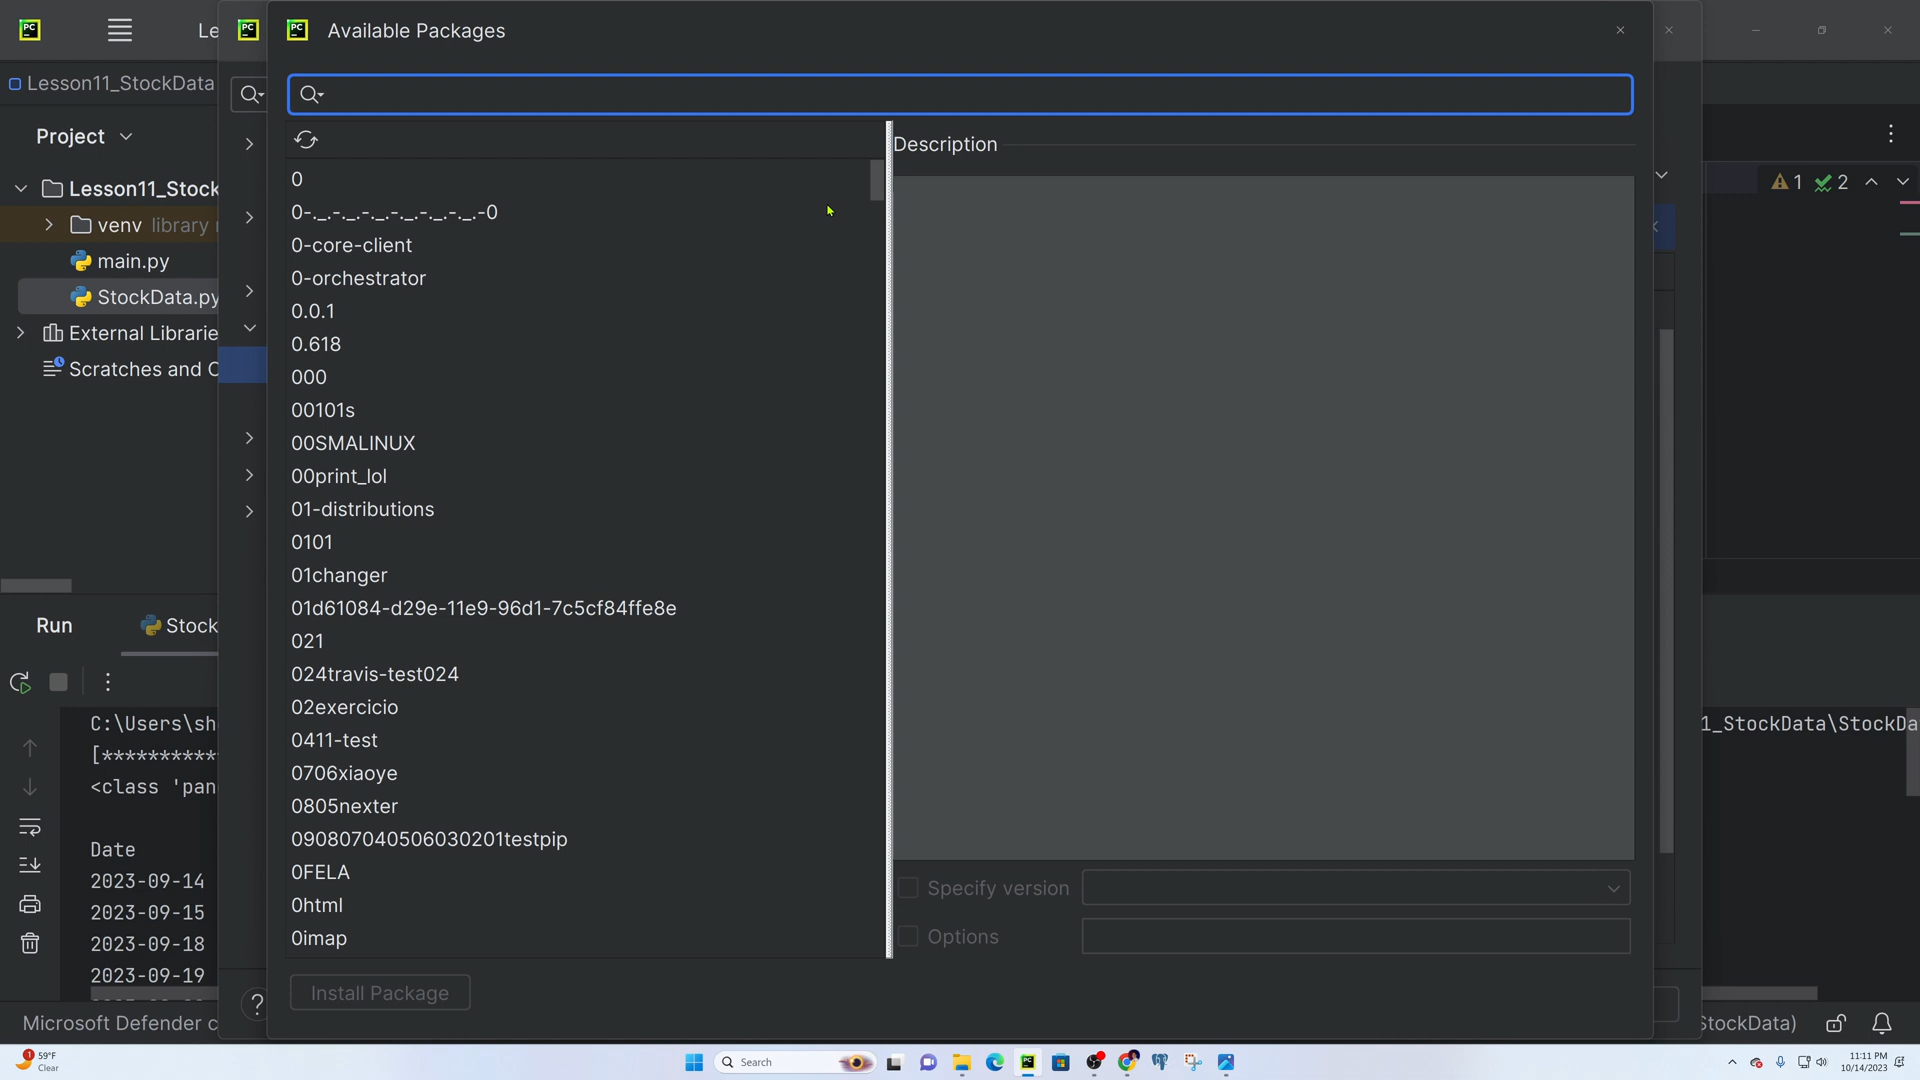 Le
Available Packages
Lesson11_StockData
Project
Description
Lesson11_Stock
venv library
main.py
StockData.py
External Librarie
Scratches and C
1 2
0
0-._.-._.-._.-._.-._.-._.-0
0-core-client
0-orchestrator
0.0.1
0.618
000
00101s
00SMALINUX
00print_lol
01-distributions
0101
01changer
01d61084-d29e-11e9-96d1-7c5cf84ffe8e
021
024travis-test024
02exercicio
0411-test
0706xiaoye
0805nexter
090807040506030201testpip
0FELA
0html
0imap
Specify version
Options
Install Package
Run
Stock
C:\Users\sh
1_StockData\StockDa
[***********
<class 'pan
Date
2023-09-14
2023-09-15
2023-09-18
2023-09-19
?
Microsoft Defender c
StockData)
1
59°F
Clear
Search
11:11 PM
10/14/2023